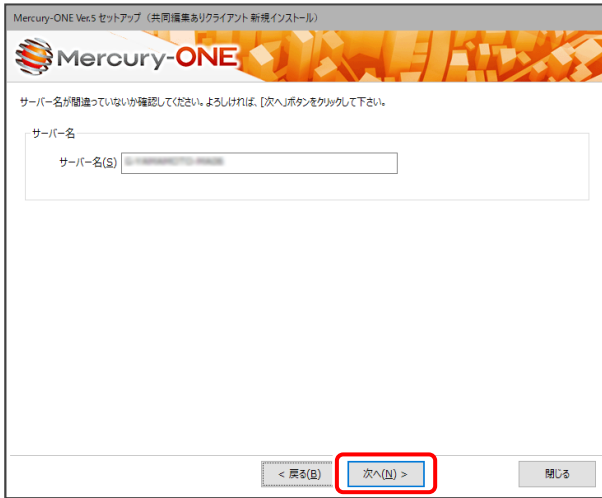 Mercury-ONE Ver.5 セットアップ（共同編集ありクライアント 新規インストール）
Mercury-ONE
サーバー名が間違っていないか確認してください。よろしければ、[次へ]ボタンをクリックして下さい。
サーバー名
サーバー名(S)
< 戻る(B) 次へ(N) > 閉じる